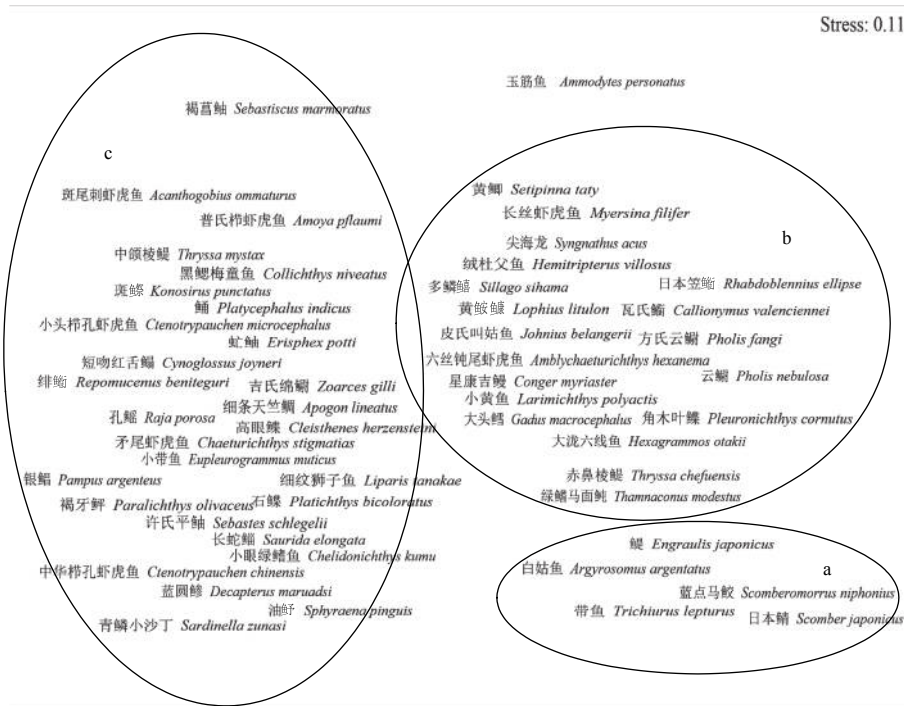 Stress: 0.11
玉筋鱼 Ammodytes personatus
褐菖鲉 Sebastiscus marmoratus
c
斑尾刺虾虎鱼 Acanthogobius ommaturus
普氏栉虾虎鱼 Amoya pflaumi
中颌棱鳀 Thryssa mystax
黑鳃梅童鱼 Collichthys niveatus
斑鰶 Konosirus punctatus
鲬 Platycephalus indicus
小头栉孔虾虎鱼 Ctenotrypauchen microcephalus
虻鲉 Erisphex potti
短吻红舌鳎 Cynoglossus joyneri
绯䲗 Repomucenus beniteguri
吉氏绵鳚 Zoarces gilli
细条天竺鲷 Apogon lineatus
孔鳐 Raja porosa
高眼鲽 Cleisthenes herzensteini
矛尾虾虎鱼 Chaeturichthys stigmatias
小带鱼 Eupleurogrammus muticus
银鲳 Pampus argenteus
细纹狮子鱼 Liparis tanakae
褐牙鲆 Paralichthys olivaceus
石鲽 Platichthys bicoloratus
许氏平鲉 Sebastes schlegelii
长蛇鲻 Saurida elongata
小眼绿鳍鱼 Chelidonichthys kumu
中华栉孔虾虎鱼 Ctenotrypauchen chinensis
蓝圆鲹 Decapterus maruadsi
油魣 Sphyraena pinguis
青鳞小沙丁 Sardinella zunasi
黄鲫 Setipinna taty
长丝虾虎鱼 Myersina filifer
b
尖海龙 Syngnathus acus
绒杜父鱼 Hemitripterus villosus
多鳞鱚 Sillago sihama
日本笠䲗 Rhabdoblennius ellipse
黄鮟鱇 Lophius litulon
瓦氏䲗 Callionymus valenciennei
皮氏叫姑鱼 Johnius belangerii
方氏云鳚 Pholis fangi
六丝钝尾虾虎鱼 Amblychaeturichthys hexanema
星康吉鳗 Conger myriaster
云鳚 Pholis nebulosa
小黄鱼 Larimichthys polyactis
大头鳕 Gadus macrocephalus
角木叶鲽 Pleuronichthys cornutus
大泷六线鱼 Hexagrammos otakii
赤鼻棱鳀 Thryssa chefuensis
绿鳍马面鲀 Thamnaconus modestus
鳀 Engraulis japonicus
白姑鱼 Argyrosomus argentatus
a
蓝点马鲛 Scomberomorrus niphonius
带鱼 Trichiurus lepturus
日本鲭 Scomber japonicus